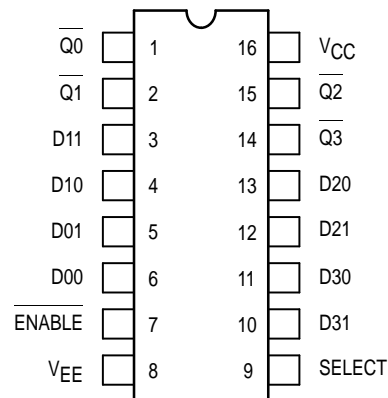 Q0 1 16 VCC
Q1 2 15 Q2
D11 3 14 Q3
D10 4 13 D20
D01 5 12 D21
D00 6 11 D30
ENABLE 7 10 D31
VEE 8 9 SELECT